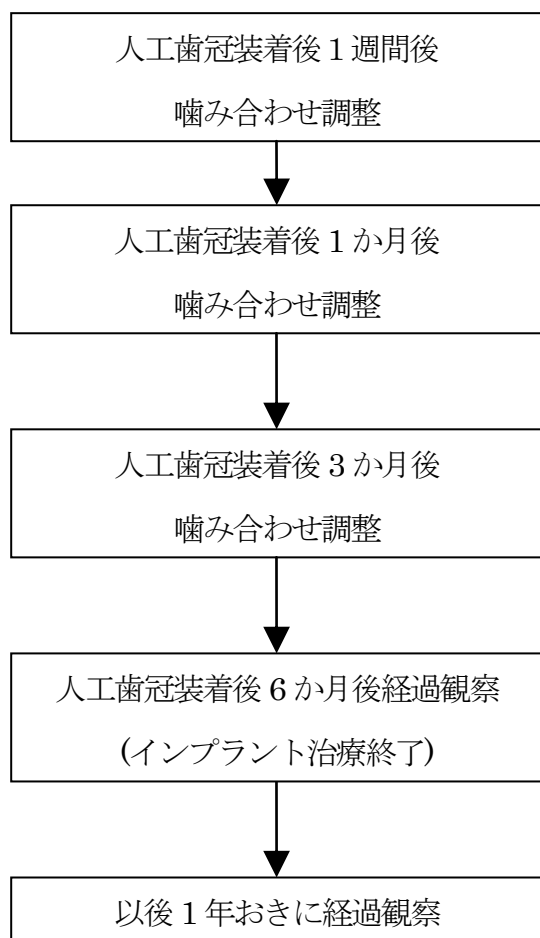 人工歯冠装着後１週間後
噛み合わせ調整
人工歯冠装着後１か月後
噛み合わせ調整
人工歯冠装着後３か月後
噛み合わせ調整
人工歯冠装着後６か月後経過観察
(インプラント治療終了)
以後１年おきに経過観察